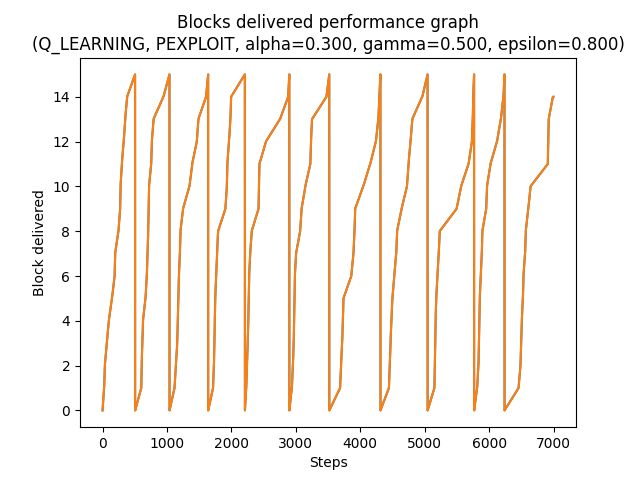 Blocks delivered performance graph
(Q_LEARNING, PEXPLOIT, alpha=0.300, gamma=0.500, epsilon=0.800)
14
12
10
8
6
4
2
0
Block delivered
0 1000 2000 3000 4000 5000 6000 7000
Steps